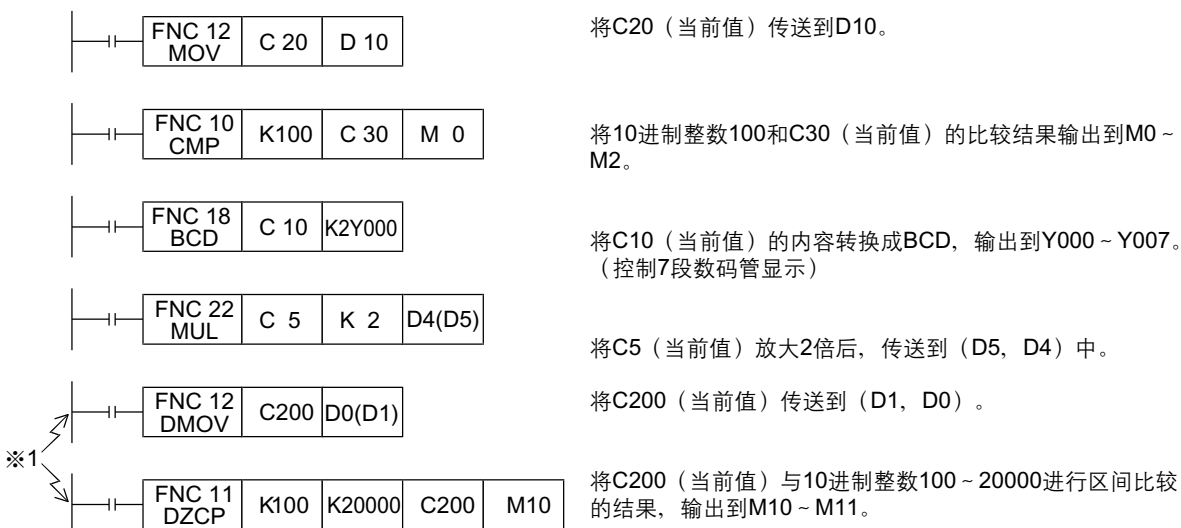 FNC 12
MOV
C 20
D 10
将C20（当前值）传送到D10。
FNC 10
CMP
K100
C 30
M 0
将10进制整数100和C30（当前值）的比较结果输出到M0～
M2。
FNC 18
BCD
C 10
K2Y000
将C10（当前值）的内容转换成BCD，输出到Y000～Y007。
（控制7段数码管显示）
FNC 22
MUL
C 5
K 2
D4(D5)
将C5（当前值）放大2倍后，传送到（D5，D4）中。
FNC 12
DMOV
C200
D0(D1)
将C200（当前值）传送到（D1，D0）。
※1
FNC 11
DZCP
K100
K20000
C200
M10
将C200（当前值）与10进制整数100～20000进行区间比较
的结果，输出到M10～M11。